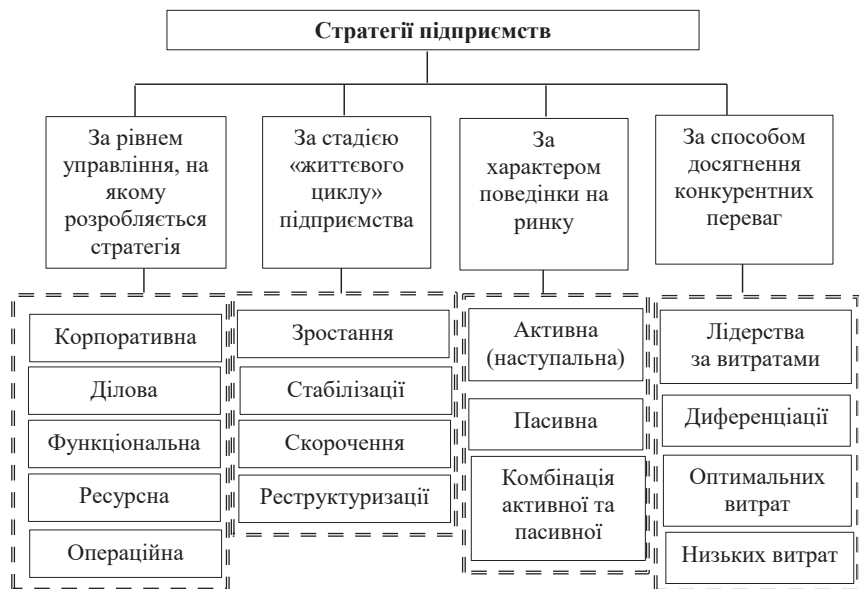 Стратегії підприємств
За рівнем
управління, на
якому
розробляється
стратегія
За стадією
«життєвого
циклу»
підприємства
За
характером
поведінки на
ринку
За способом
досягнення
конкурентних
переваг
Корпоративна
Ділова
Функціональна
Ресурсна
Операційна
Зростання
Стабілізації
Скорочення
Реструктуризації
Активна
(наступальна)
Пасивна
Комбінація
активної та
пасивної
Лідерства
за витратами
Диференціації
Оптимальних
витрат
Низьких витрат